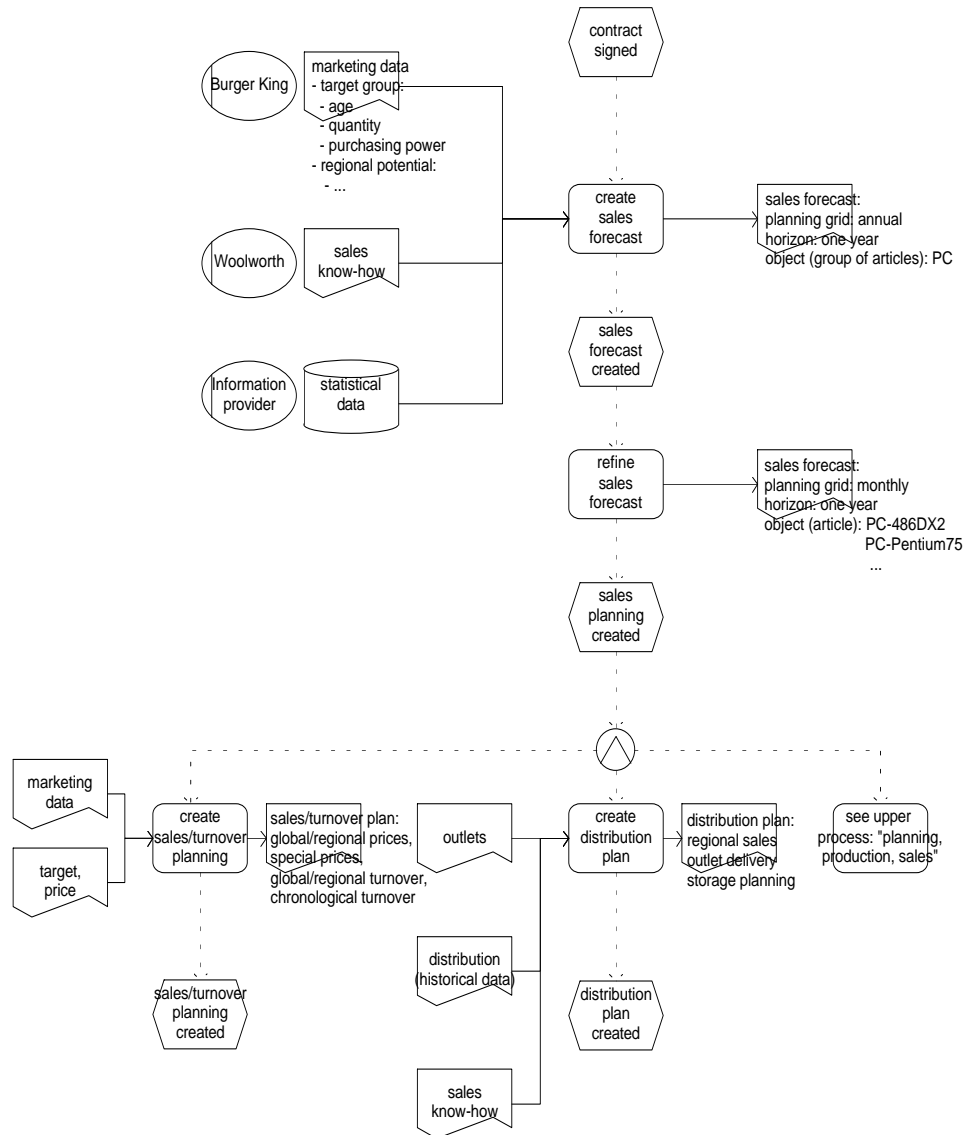 contract
signed
Burger King
marketing data
- target group:
- age
- quantity
- purchasing power
- regional potential:
- ...
create
sales
forecast
sales forecast:
planning grid: annual
horizon: one year
object (group of articles): PC
Woolworth
sales
know-how
sales
forecast
created
Information
provider
statistical
data
refine
sales
forecast
sales forecast:
planning grid: monthly
horizon: one year
object (article): PC-486DX2
PC-Pentium75
...
sales
planning
created
marketing
data
target,
price
create
sales/turnover
planning
sales/turnover plan:
global/regional prices,
special prices,
global/regional turnover,
chronological turnover
outlets
create
distribution
plan
distribution plan:
regional sales
outlet delivery
storage planning
see upper
process: "planning,
production, sales"
distribution
(historical data)
sales/turnover
planning
created
distribution
plan
created
sales
know-how